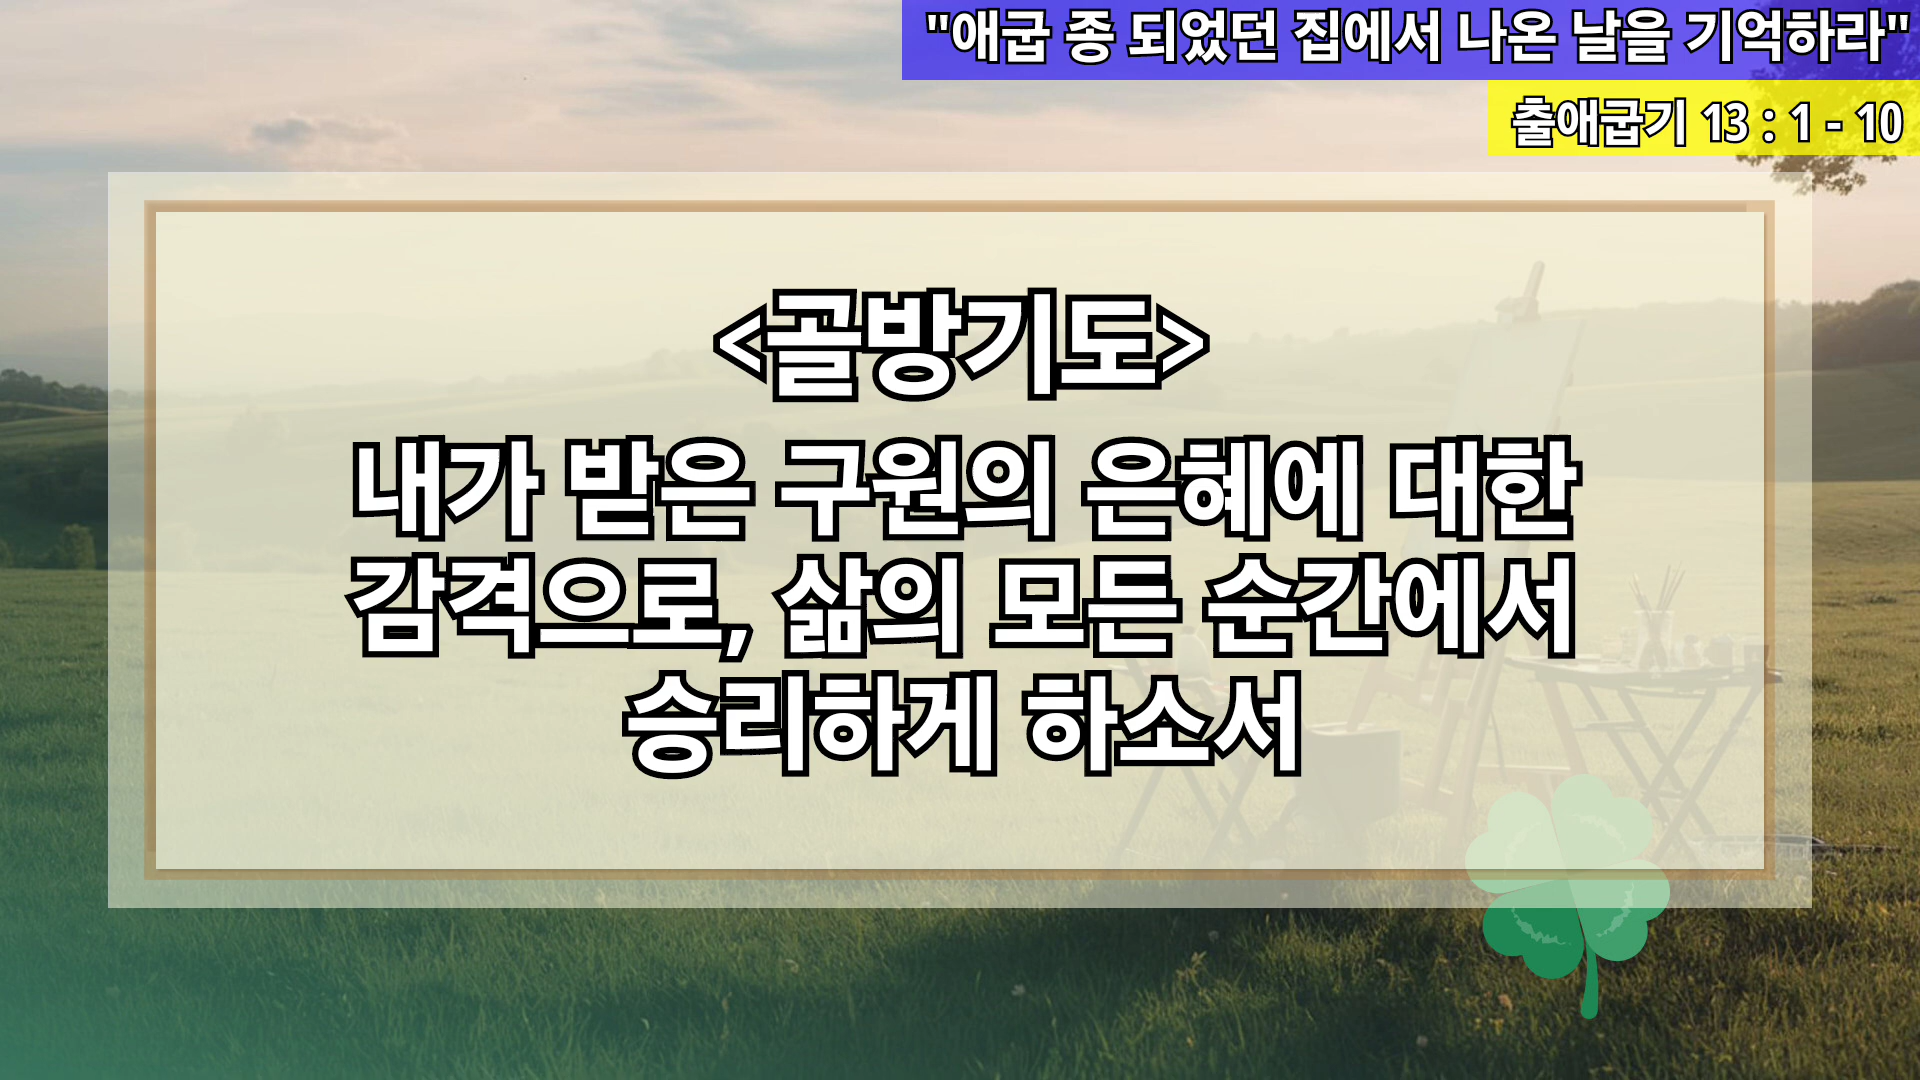 "애굽 종 되었던 집에서 나온 날을 기억하라"
출애굽기 13 : 1 - 10
<골방기도>
내가 받은 구원의 은혜에 대한
감격으로, 삶의 모든 순간에서
승리하게 하소서